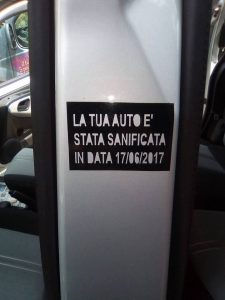 LA TUA AUTO E'
STATA SANIFICATA
IN DATA 17/06/2017